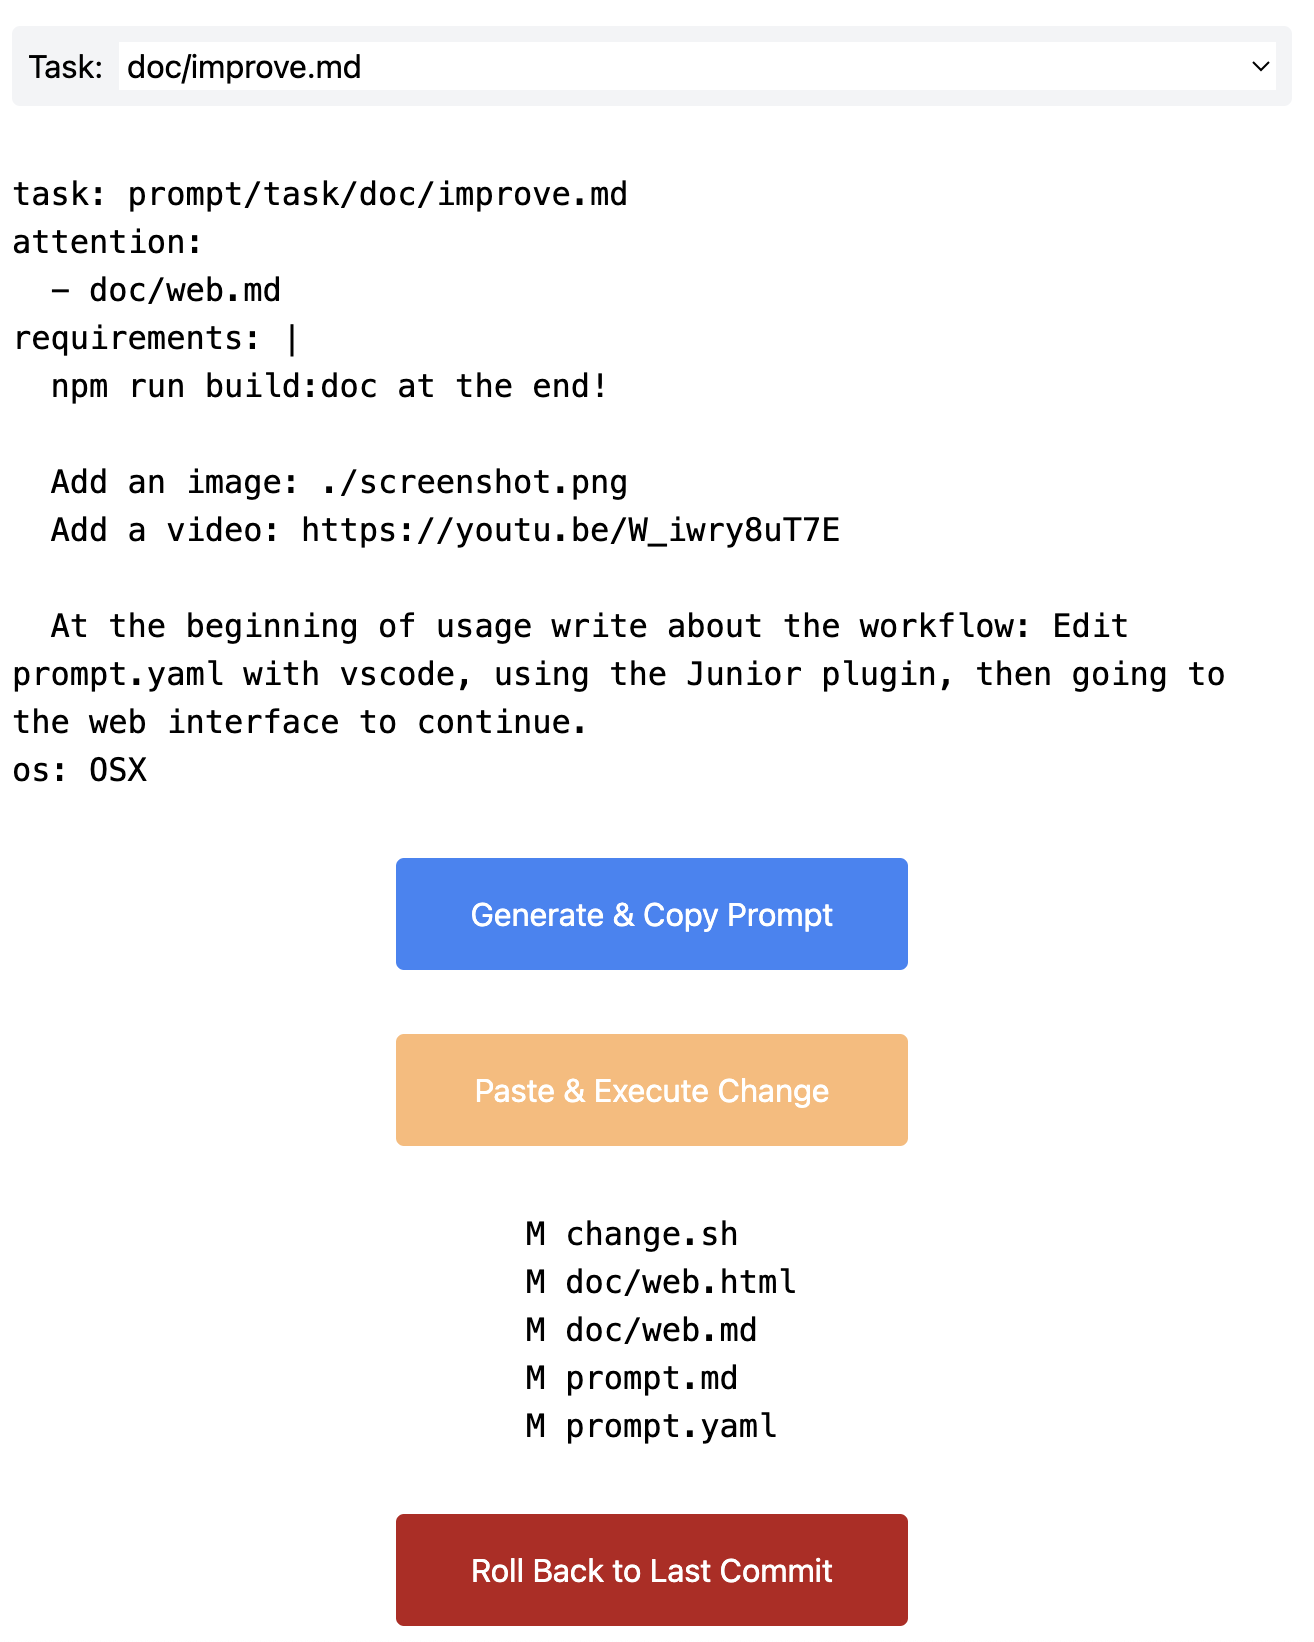 Task: doc/improve.md
task: prompt/task/doc/improve.md
attention:
  - doc/web.md
requirements: |
  npm run build:doc at the end!

  Add an image: ./screenshot.png
  Add a video: https://youtu.be/W_iwry8uT7E

  At the beginning of usage write about the workflow: Edit
prompt.yaml with vscode, using the Junior plugin, then going to
the web interface to continue.
os: OSX
Generate & Copy Prompt
Paste & Execute Change
M change.sh
M doc/web.html
M doc/web.md
M prompt.md
M prompt.yaml
Roll Back to Last Commit